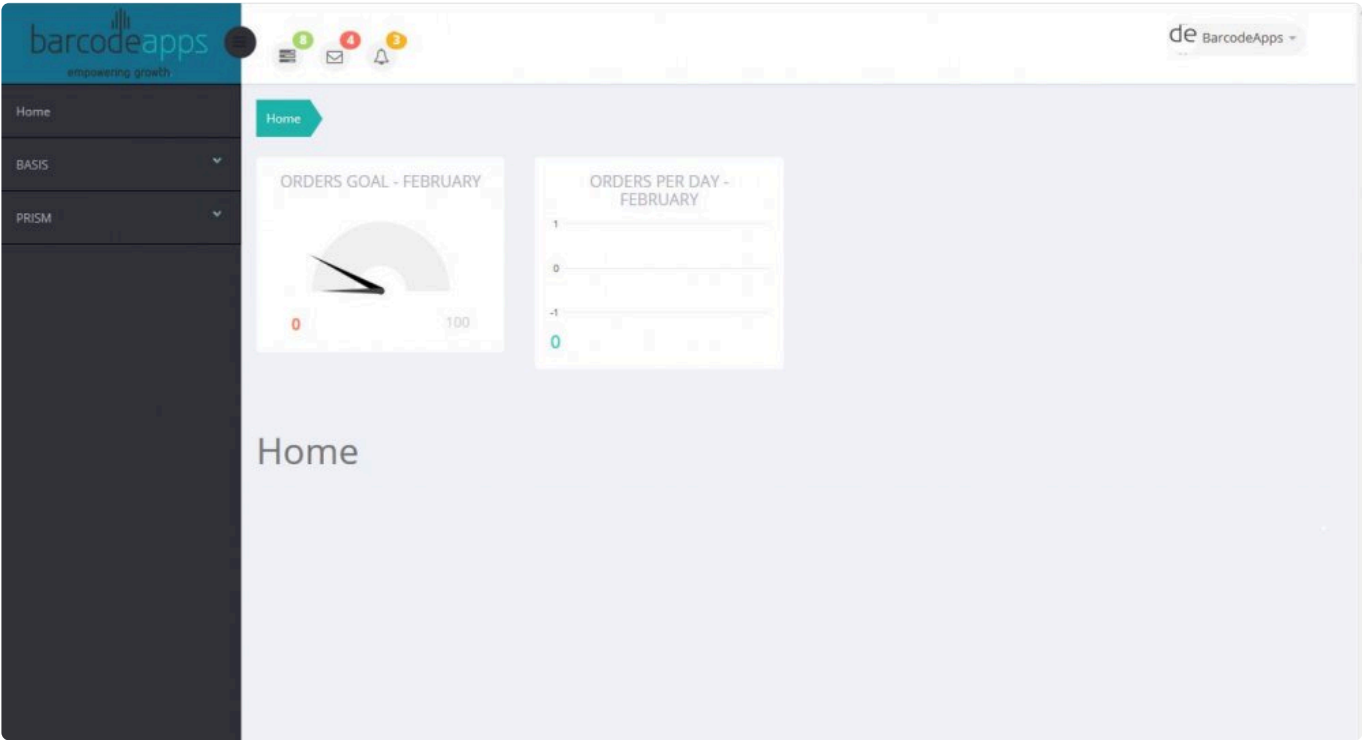 barcodeapps
empowering growth
8 4 3
de BarcodeApps
Home
BASIS
PRISM
Home
ORDERS GOAL - FEBRUARY
0 100
ORDERS PER DAY -
FEBRUARY
1
0
-1
0
Home